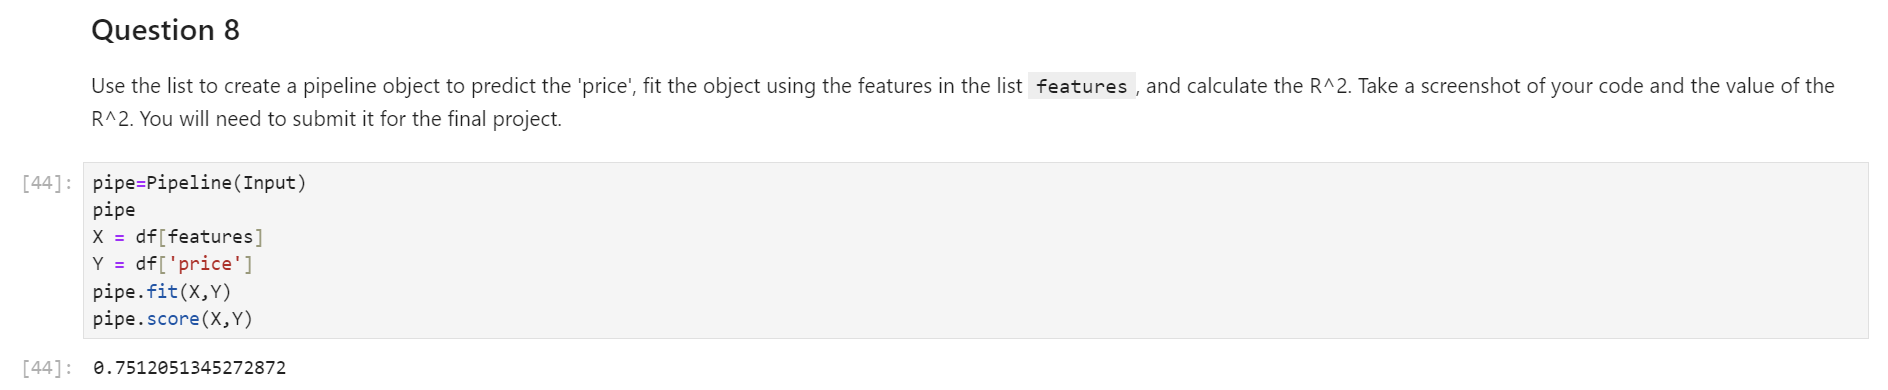 Question 8
Use the list to create a pipeline object to predict the 'price', fit the object using the features in the list features, and calculate the R^2. Take a screenshot of your code and the value of the
R^2. You will need to submit it for the final project.
[44]: pipe=Pipeline(Input)
pipe
X = df[features]
Y = df['price']
pipe.fit(X,Y)
pipe.score(X,Y)
[44]: 0.7512051345272872